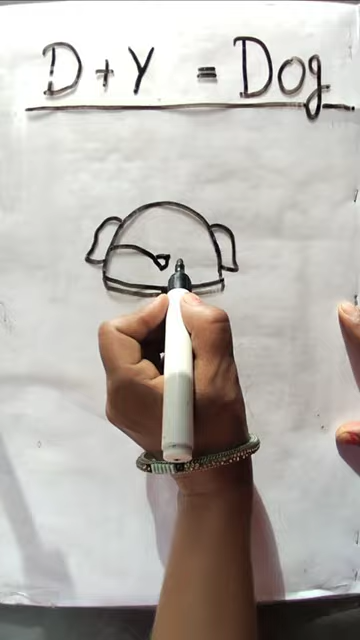 D + Y = Dog